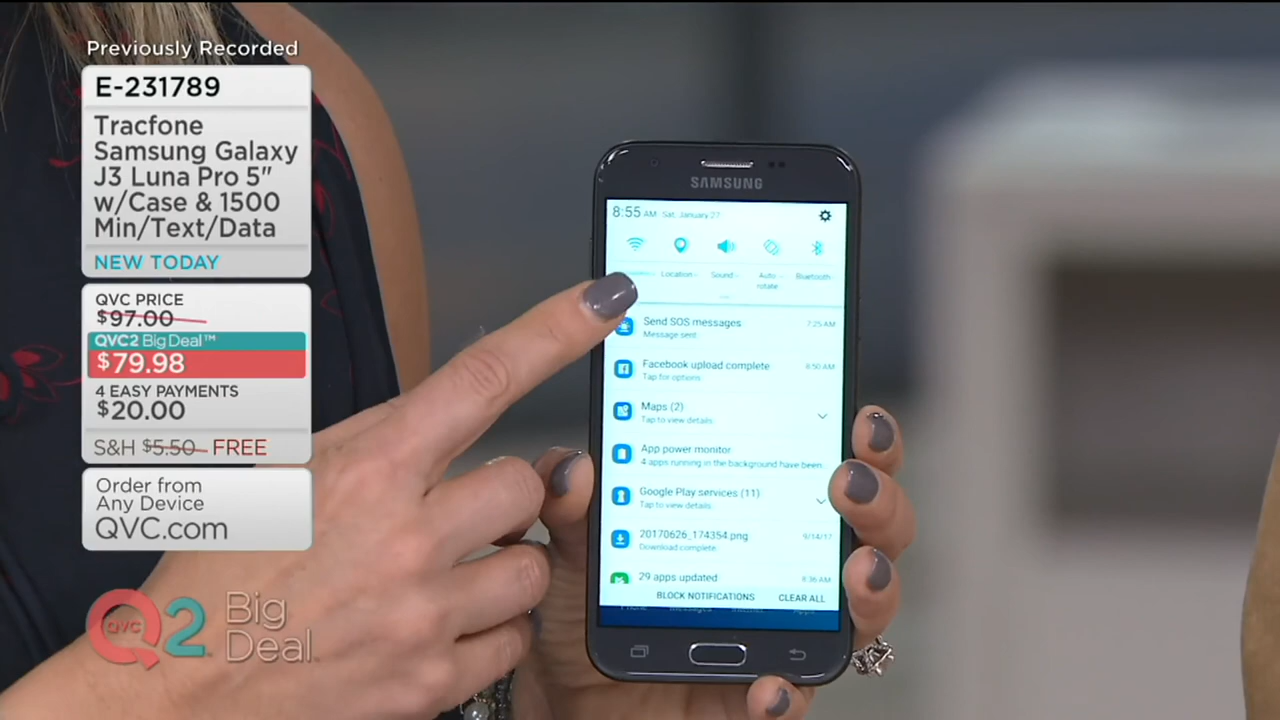 Previously Recorded
E-231789
Tracfone
Samsung Galaxy
J3 Luna Pro 5"
w/Case & 1500
Min/Text/Data
NEW TODAY
QVC PRICE
$97.00
QVC2 Big Deal™
$79.98
4 EASY PAYMENTS
$20.00
S&H $5.50 FREE
Order from
Any Device
QVC.com
QVC 2 Big
Deal
SAMSUNG
8:55 AM Sat, January 27
Location Sound Auto rotate Bluetooth
Send SOS messages 7:25 AM
Message sent.
Facebook upload complete 8:50 AM
Tap for options.
Maps (2)
Tap to view details.
App power monitor
4 apps running in the background have been
Google Play services (11)
Tap to view details.
20170626_174354.png 9/14/17
Download complete.
29 apps updated 8:36 AM
BLOCK NOTIFICATIONS CLEAR ALL